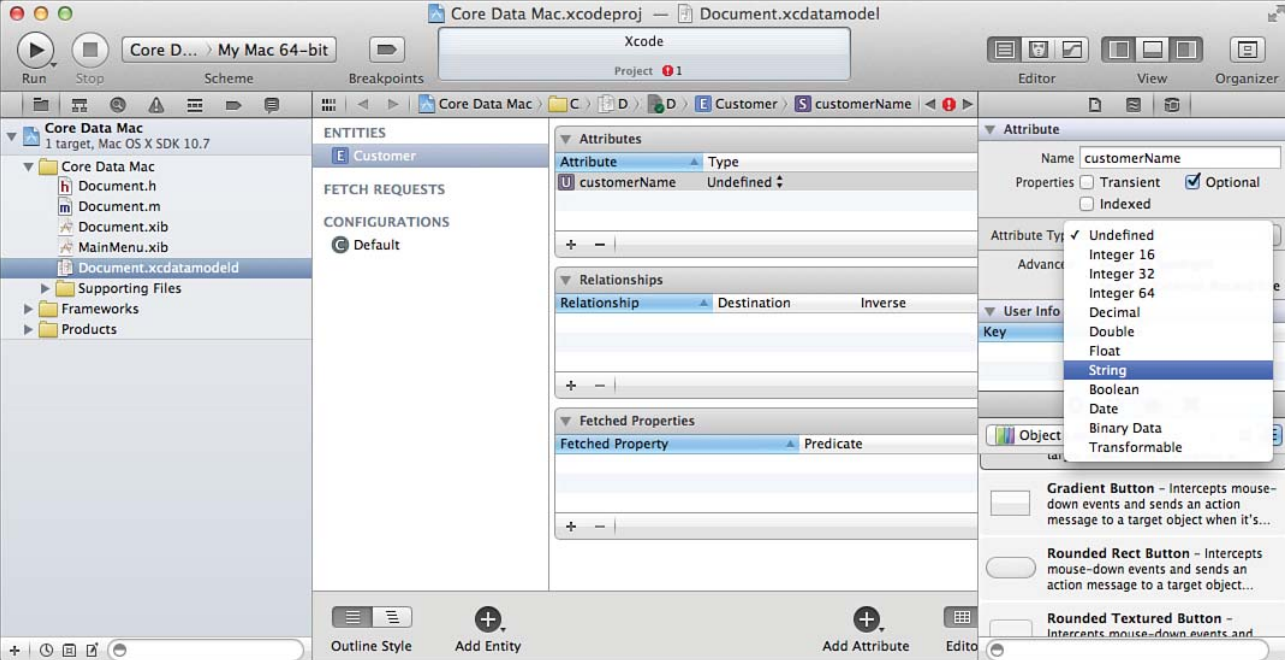 Core Data Mac.xcodeproj — Document.xcdatamodel
Run
Stop
Core D... › My Mac 64-bit
Scheme
Breakpoints
Xcode
Project 1
Editor
View
Organizer
Core Data Mac › C › D › D › E Customer › S customerName
Core Data Mac
1 target, Mac OS X SDK 10.7
Core Data Mac
h Document.h
m Document.m
Document.xib
MainMenu.xib
Document.xcdatamodeld
Supporting Files
Frameworks
Products
ENTITIES
E Customer
FETCH REQUESTS
CONFIGURATIONS
C Default
Outline Style
Add Entity
Attributes
Attribute Type
U customerName Undefined
Relationships
Relationship Destination Inverse
Fetched Properties
Fetched Property Predicate
Add Attribute
Edito
Attribute
Name customerName
Properties Transient Optional
Indexed
Attribute Typ
✓ Undefined
Integer 16
Integer 32
Integer 64
Decimal
Double
Float
String
Boolean
Date
Binary Data
Transformable
Advance
User Info
Key
Object
Gradient Button – Intercepts mouse-
down events and sends an action
message to a target object when it's...
Rounded Rect Button – Intercepts
mouse-down events and sends an
action message to a target object...
Rounded Textured Button –
Intercepts mouse-down events and